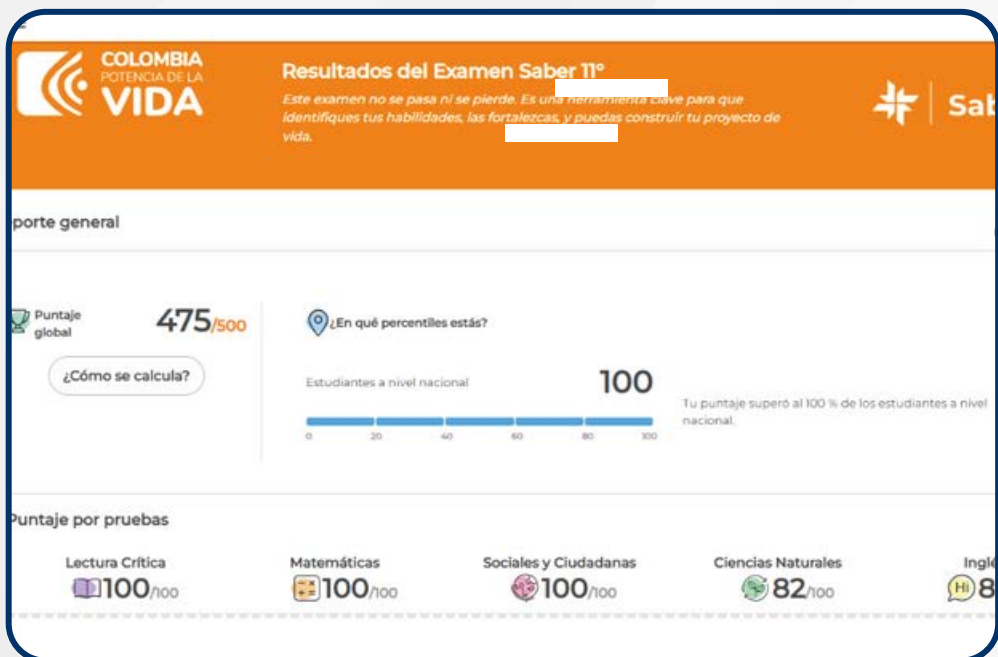 COLOMBIA
POTENCIA DE LA
VIDA
Resultados del Examen Saber 11°
Este examen no se pasa ni se pierde. Es una herramienta clave para que
identifiques tus habilidades, las fortalezcas, y puedas construir tu proyecto de
vida.
Sab
porte general
Puntaje
global
475/500
¿Cómo se calcula?
¿En qué percentiles estás?
Estudiantes a nivel nacional
100
0 20 40 60 80 100
Tu puntaje superó al 100 % de los estudiantes a nivel
nacional.
Puntaje por pruebas
Lectura Crítica
100/100
Matemáticas
100/100
Sociales y Ciudadanas
100/100
Ciencias Naturales
82/100
Inglé
Hi
8